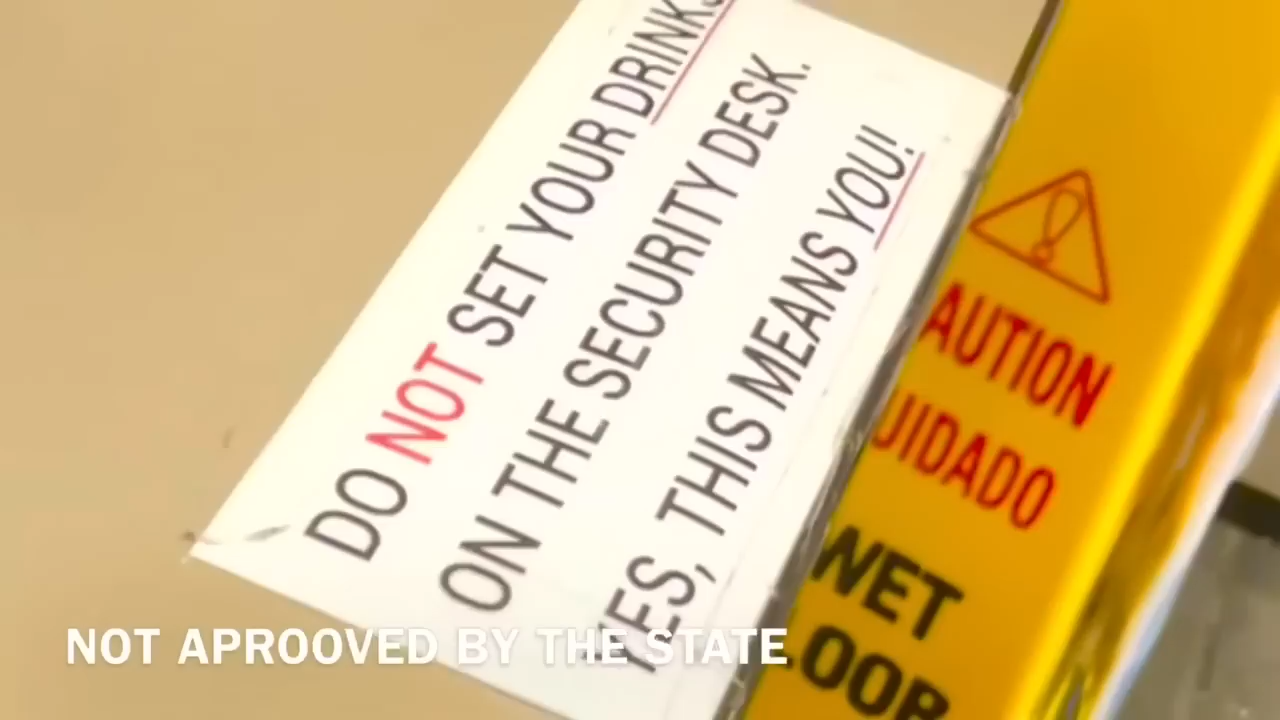 DO NOT SET YOUR DRINKS
ON THE SECURITY DESK.
YES, THIS MEANS YOU!
AUTION
UIDADO
WET
LOOR
NOT APROOVED BY THE STATE